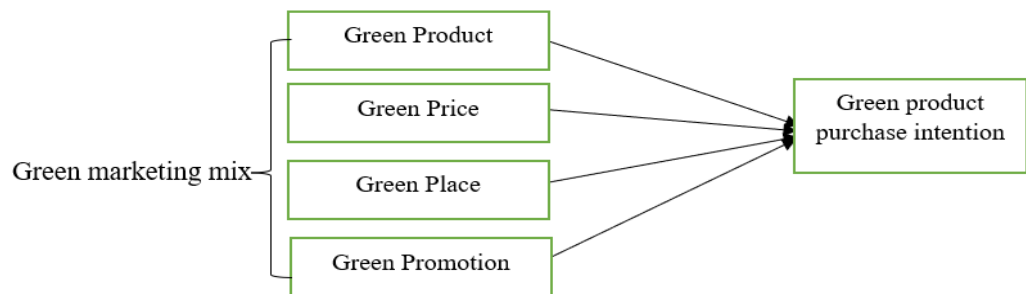 Green Product
Green Price
Green marketing mix
Green Place
Green Promotion
Green product
purchase intention